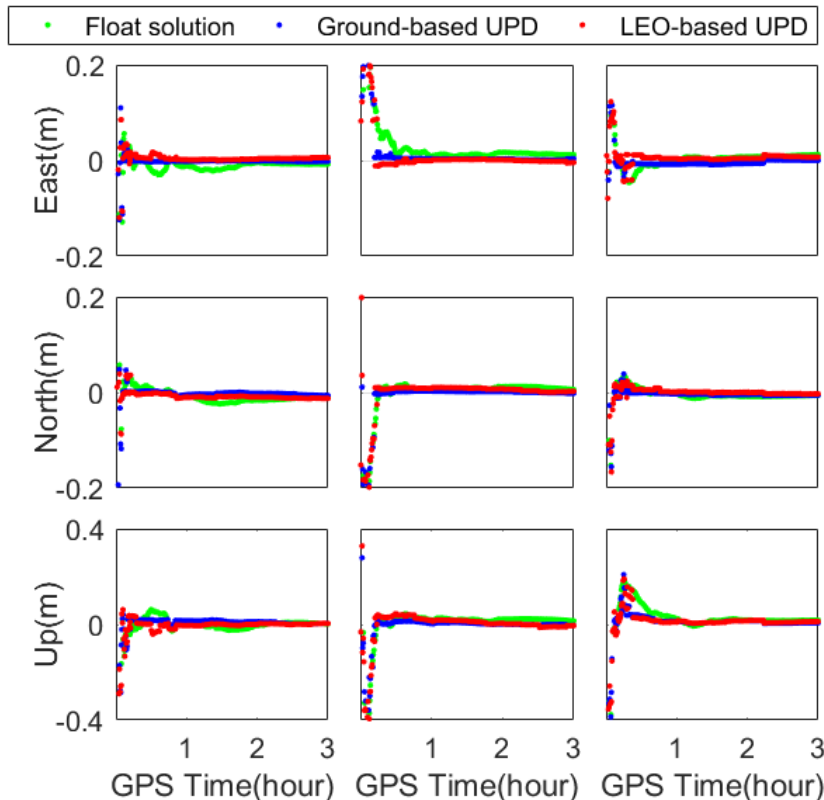 Float solution Ground-based UPD LEO-based UPD
0.2
East(m)
0
-0.2
0.2
North(m)
0
-0.2
0.4
Up(m)
0
-0.4
1 2 3 1 2 3 1 2 3
GPS Time(hour) GPS Time(hour) GPS Time(hour)